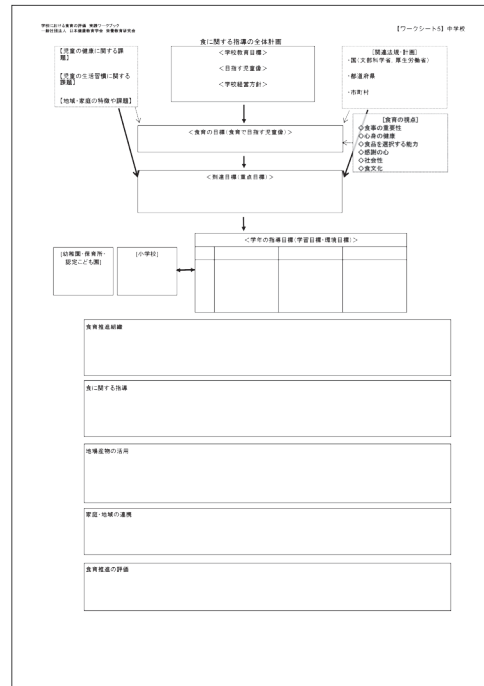 学校における食育の評価 実践ワークブック
一般社団法人 日本健康教育学会 栄養教育研究会
【ワークシート5】中学校
食に関する指導の全体計画
【児童の健康に関する課題】
【児童の生活習慣に関する課題】
【地域・家庭の特徴や課題】
＜学校教育目標＞
＜目指す児童像＞
＜学校経営方針＞
[関連法規・計画]
・国(文部科学省、厚生労働省)
・都道府県
・市町村
＜食育の目標(食育で目指す児童像)＞
[食育の視点]
◇食事の重要性
◇心身の健康
◇食品を選択する能力
◇感謝の心
◇社会性
◇食文化
＜到達目標(重点目標)＞
＜学年の指導目標(学習目標・環境目標)＞
[幼稚園・保育所・
認定こども園]
[小学校]
食育推進組織
食に関する指導
地場産物の活用
家庭・地域の連携
食育推進の評価